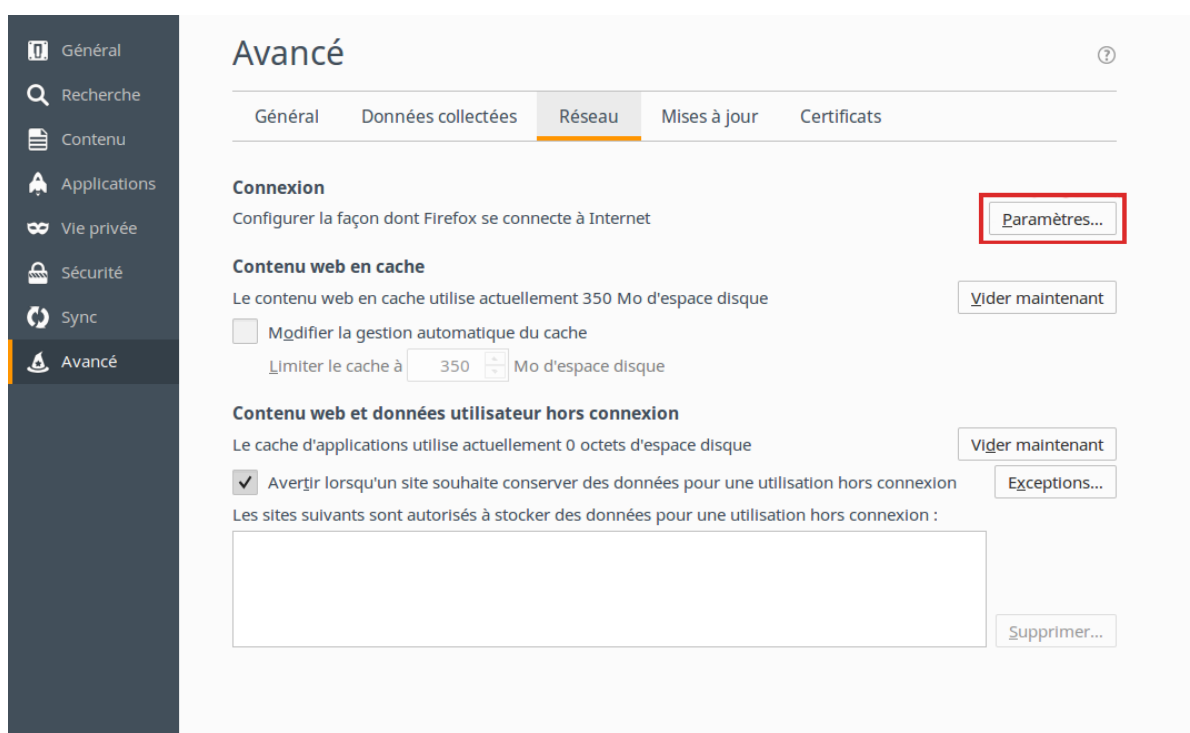 Général
Recherche
Contenu
Applications
Vie privée
Sécurité
Sync
Avancé
Avancé
?
Général Données collectées Réseau Mises à jour Certificats
Connexion
Configurer la façon dont Firefox se connecte à Internet Paramètres...
Contenu web en cache
Le contenu web en cache utilise actuellement 350 Mo d'espace disque Vider maintenant
Modifier la gestion automatique du cache
Limiter le cache à 350 Mo d'espace disque
Contenu web et données utilisateur hors connexion
Le cache d'applications utilise actuellement 0 octets d'espace disque Vider maintenant
Avertir lorsqu'un site souhaite conserver des données pour une utilisation hors connexion Exceptions...
Les sites suivants sont autorisés à stocker des données pour une utilisation hors connexion :
Supprimer...